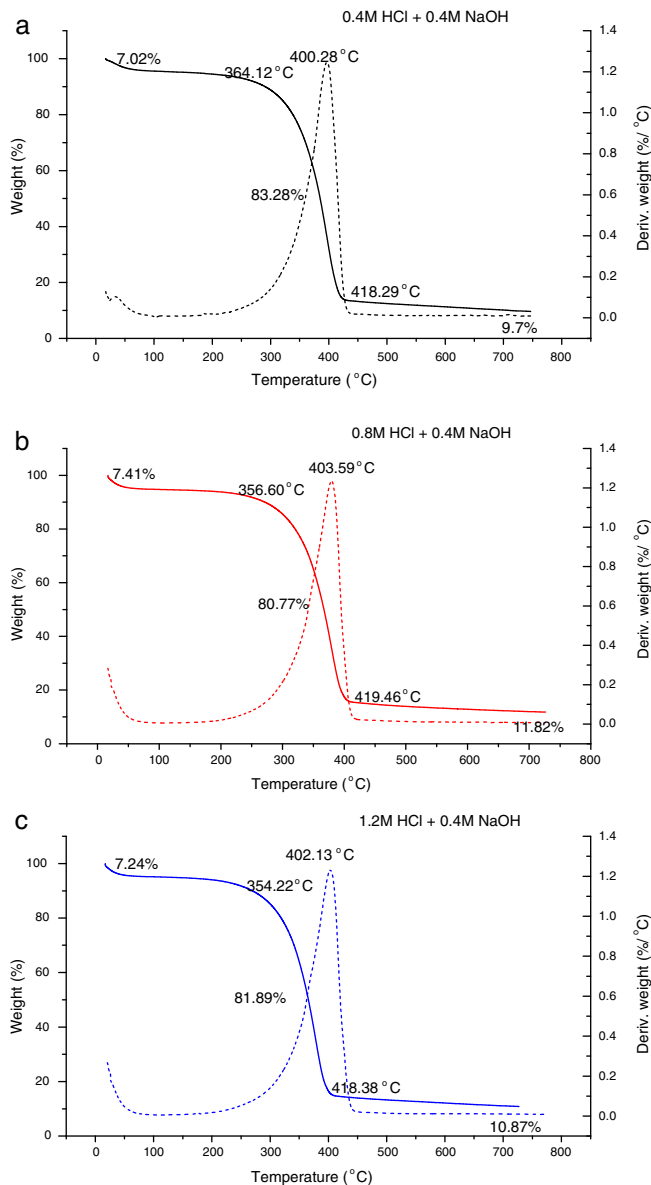 a
0.4M HCl + 0.4M NaOH
7.02%
364.12°C
400.28°C
83.28%
418.29°C
9.7%
Weight (%)
100
80
60
40
20
0
Deriv. weight (%/ °C)
1.4
1.2
1.0
0.8
0.6
0.4
0.2
0.0
0 100 200 300 400 500 600 700 800
Temperature (°C)
b
0.8M HCl + 0.4M NaOH
7.41%
356.60°C
403.59°C
80.77%
419.46°C
11.82%
Weight (%)
100
80
60
40
20
0
Deriv. weight (%/ °C)
1.4
1.2
1.0
0.8
0.6
0.4
0.2
0.0
0 100 200 300 400 500 600 700 800
Temperature (°C)
c
1.2M HCl + 0.4M NaOH
7.24%
354.22°C
402.13°C
81.89%
418.38°C
10.87%
Weight (%)
100
80
60
40
20
0
Deriv. weight (%/ °C)
1.4
1.2
1.0
0.8
0.6
0.4
0.2
0.0
0 100 200 300 400 500 600 700 800
Temperature (°C)